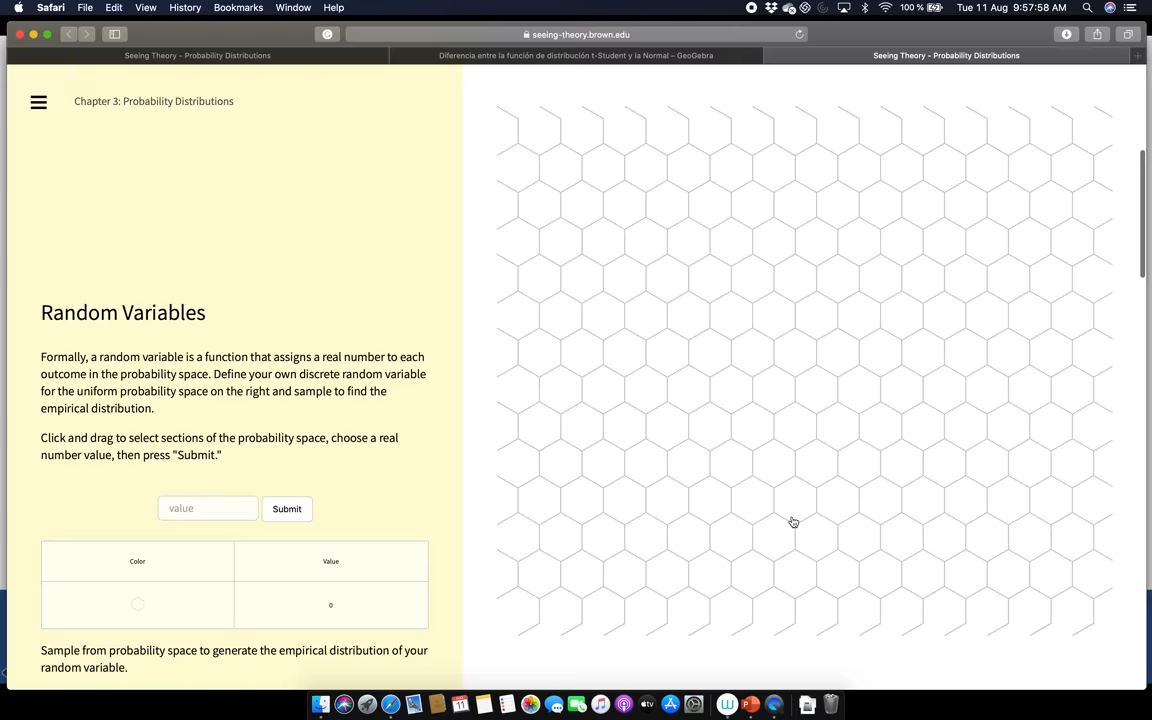 Safari File Edit View History Bookmarks Window Help 100 % Tue 11 Aug 9:57:58 AM
seeing-theory.brown.edu
Seeing Theory - Probability Distributions
Diferencia entre la función de distribución t-Student y la Normal – GeoGebra
Seeing Theory - Probability Distributions
Chapter 3: Probability Distributions
Random Variables
Formally, a random variable is a function that assigns a real number to each
outcome in the probability space. Define your own discrete random variable
for the uniform probability space on the right and sample to find the
empirical distribution.
Click and drag to select sections of the probability space, choose a real
number value, then press "Submit."
value Submit
Color Value
0
Sample from probability space to generate the empirical distribution of your
random variable.